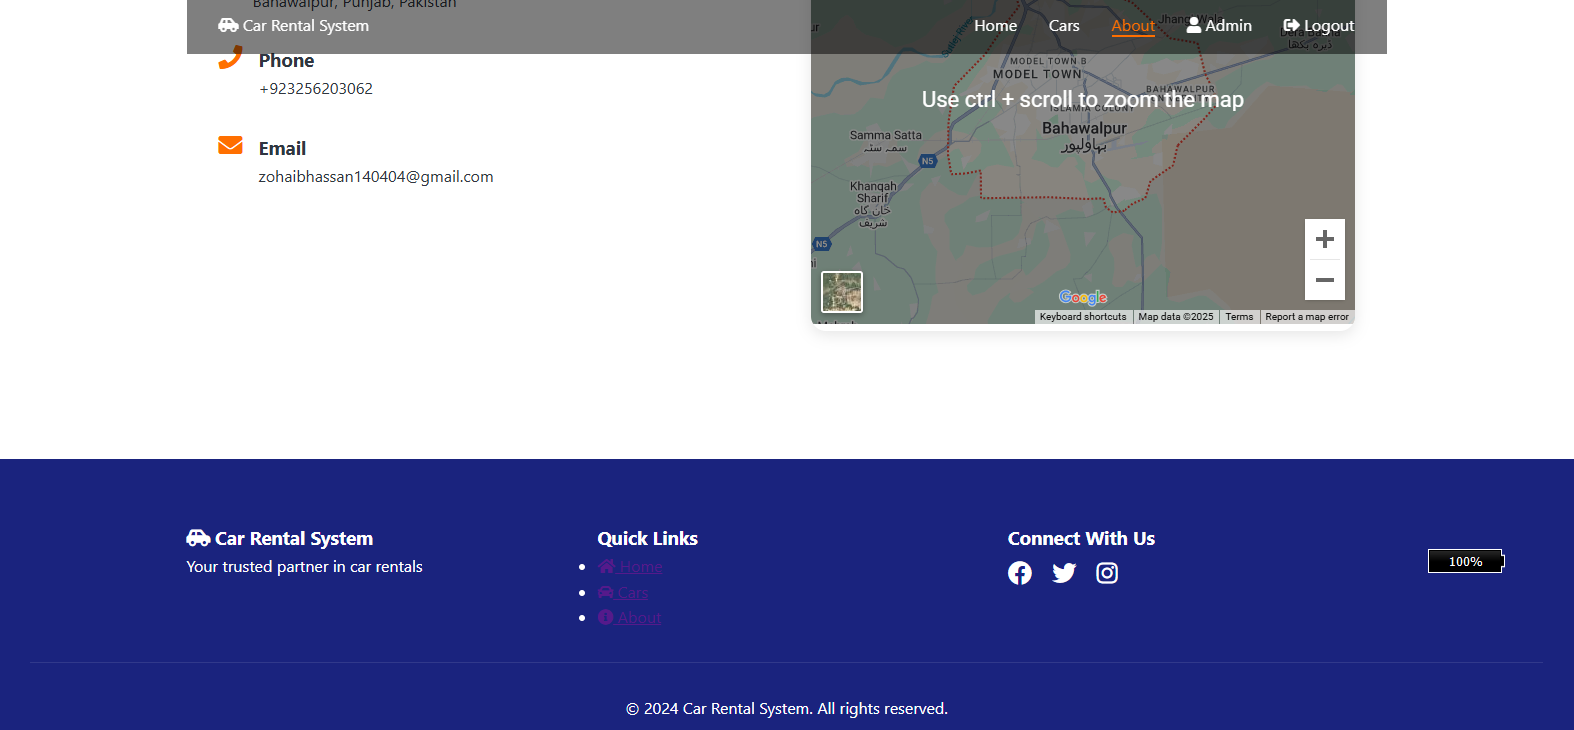 Bahawalpur, Punjab, Pakistan
Car Rental System
Home
Cars
About
Admin
Logout
Phone
+923256203062
Email
zohaibhassan140404@gmail.com
MODEL TOWN B
MODEL TOWN
BAHAWALPUR
Use ctrl + scroll to zoom the map
ISLAMIA COLONY
Bahawalpur
بہاولپور
Samma Satta
سمہ سٹہ
N5
Khanqah
Sharif
خان گاہ
شریف
N5
Google
Keyboard shortcuts
Map data ©2025
Terms
Report a map error
Car Rental System
Your trusted partner in car rentals
Quick Links
Home
Cars
About
Connect With Us
100%
© 2024 Car Rental System. All rights reserved.